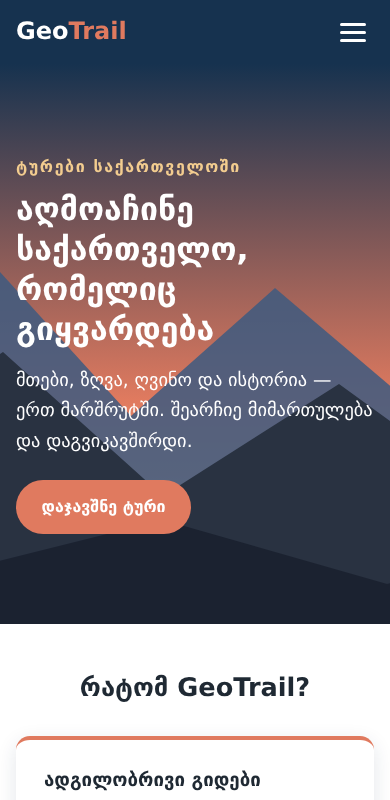 GeoTrail
ტურები საქართველოში
აღმოაჩინე
საქართველო,
რომელიც
გიყვარდება
მთები, ზღვა, ღვინო და ისტორია —
ერთ მარშრუტში. შეარჩიე მიმართულება
და დაგვიკავშირდი.
დაჯავშნე ტური
რატომ GeoTrail?
ადგილობრივი გიდები